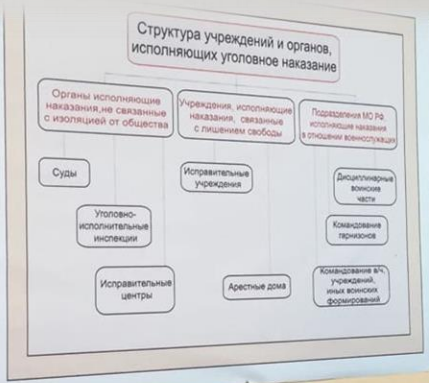 Структура учреждений и органов,
исполняющих уголовное наказание
Органы исполняющие
наказания,не связанные
с изоляцией от общества
Учреждения, исполняющие
наказания, связанные
с лишением свободы
Подразделения МО РФ
исполняющие наказания
в отношении военнослужащих
Суды
Исправительные
учреждения
Дисциплинарные
воинские
части
Уголовно-
исполнительные
инспекции
Командование
гарнизонов
Исправительные
центры
Арестные дома
Командование в/ч,
учреждений,
иных воинских
формирований